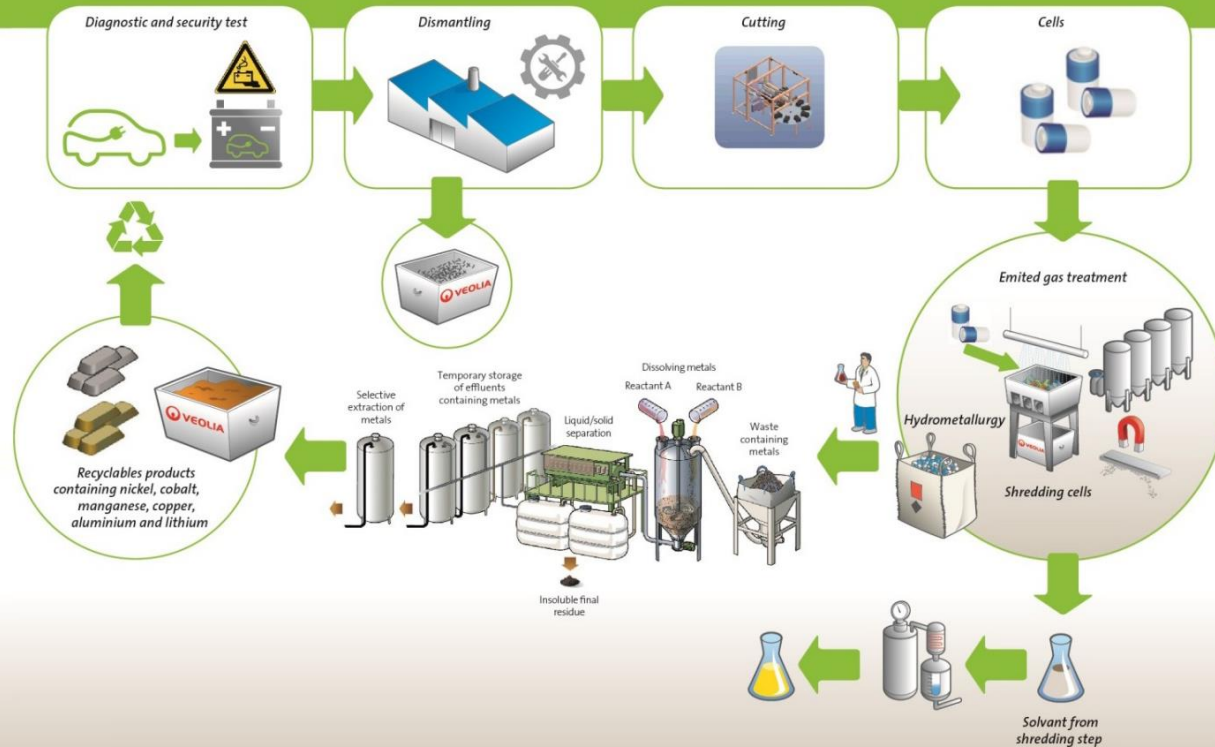 Diagnostic and security test
Dismantling
Cutting
Cells
VEOLIA
Emited gas treatment
Hydrometallurgy
Shredding cells
Dissolving metals
Reactant A
Reactant B
Waste
containing
metals
Liquid/solid
separation
Temporary storage
of effluents
containing metals
Selective
extraction of
metals
Insoluble final
residue
VEOLIA
Recyclables products
containing nickel, cobalt,
manganese, copper,
aluminium and lithium
Solvant from
shredding step